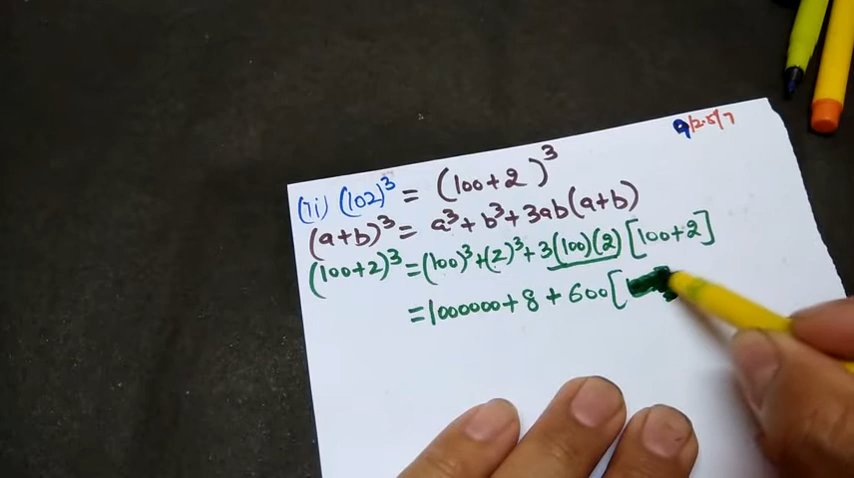 9/2.5/7
(ii) (102)³ = (100+2)³
(a+b)³ = a³ + b³ + 3ab(a+b)
(100+2)³ = (100)³ + (2)³ + 3(100)(2)[100+2]
= 1000000 + 8 + 600[